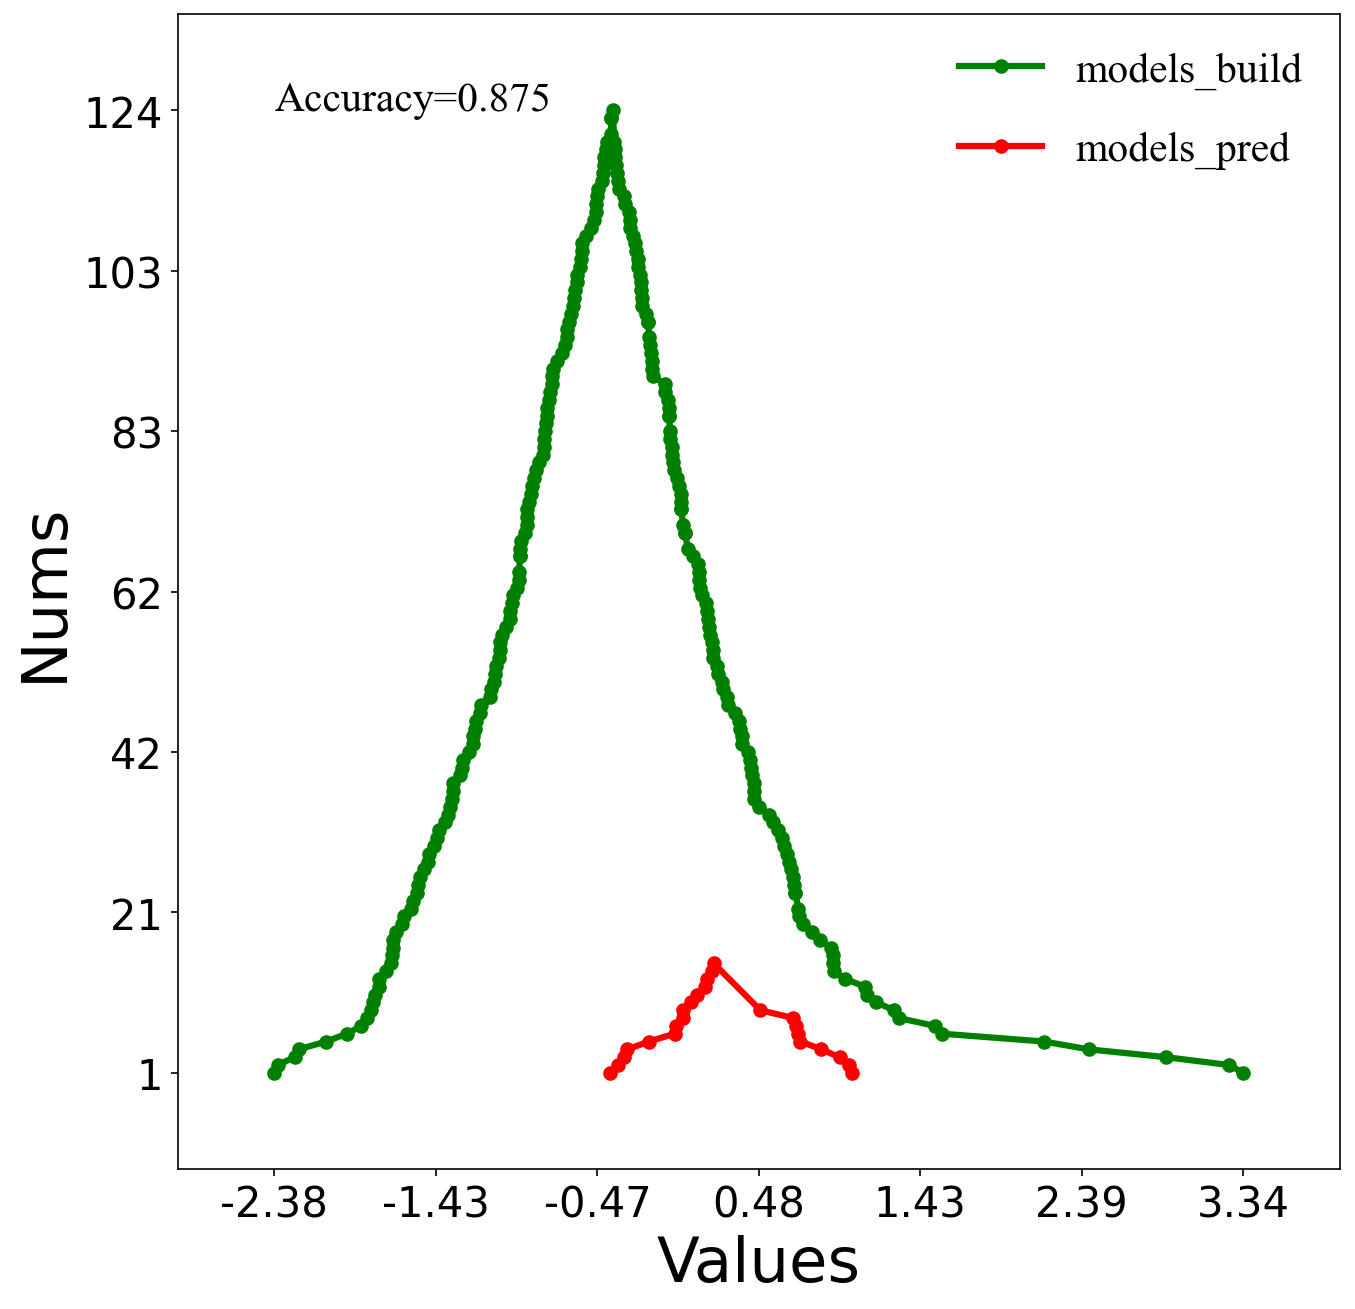 Accuracy=0.875
models_build
models_pred
Nums
124
103
83
62
42
21
1
-2.38 -1.43 -0.47 0.48 1.43 2.39 3.34
Values